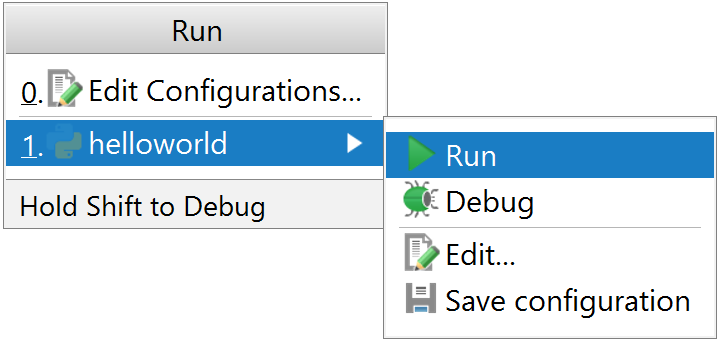 Run
0. Edit Configurations...
1. helloworld
Hold Shift to Debug
Run
Debug
Edit...
Save configuration